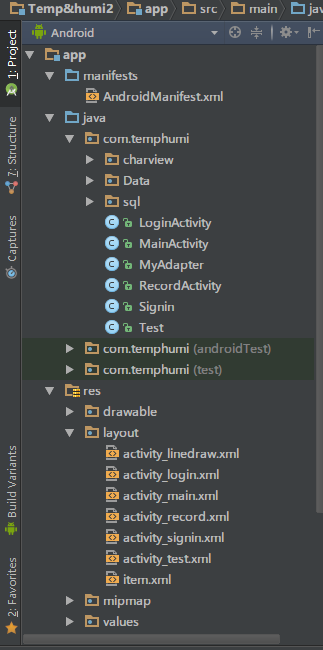 Temp&humi2 app src main jav
Android
app
manifests
AndroidManifest.xml
java
com.temphumi
charview
Data
sql
LoginActivity
MainActivity
MyAdapter
RecordActivity
Signin
Test
com.temphumi (androidTest)
com.temphumi (test)
res
drawable
layout
activity_linedraw.xml
activity_login.xml
activity_main.xml
activity_record.xml
activity_signin.xml
activity_test.xml
item.xml
mipmap
values
1: Project
7: Structure
Captures
Build Variants
2: Favorites